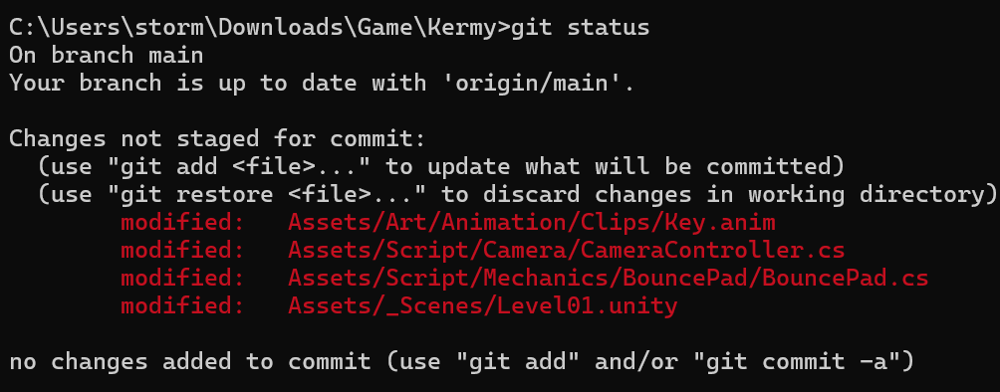 C:\Users\storm\Downloads\Game\Kermy>git status
On branch main
Your branch is up to date with 'origin/main'.

Changes not staged for commit:
  (use "git add <file>..." to update what will be committed)
  (use "git restore <file>..." to discard changes in working directory)
        modified:   Assets/Art/Animation/Clips/Key.anim
        modified:   Assets/Script/Camera/CameraController.cs
        modified:   Assets/Script/Mechanics/BouncePad/BouncePad.cs
        modified:   Assets/_Scenes/Level01.unity

no changes added to commit (use "git add" and/or "git commit -a")